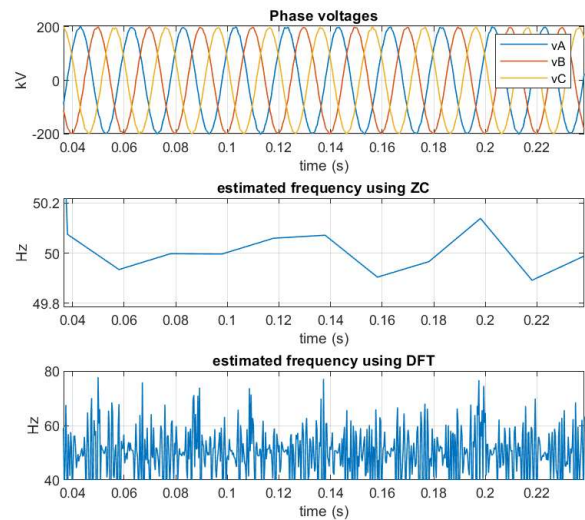 Phase voltages
200
0
-200
kV
vA
vB
vC
0.04 0.06 0.08 0.1 0.12 0.14 0.16 0.18 0.2 0.22
time (s)
estimated frequency using ZC
50.2
50
49.8
Hz
0.04 0.06 0.08 0.1 0.12 0.14 0.16 0.18 0.2 0.22
time (s)
estimated frequency using DFT
80
60
40
Hz
0.04 0.06 0.08 0.1 0.12 0.14 0.16 0.18 0.2 0.22
time (s)